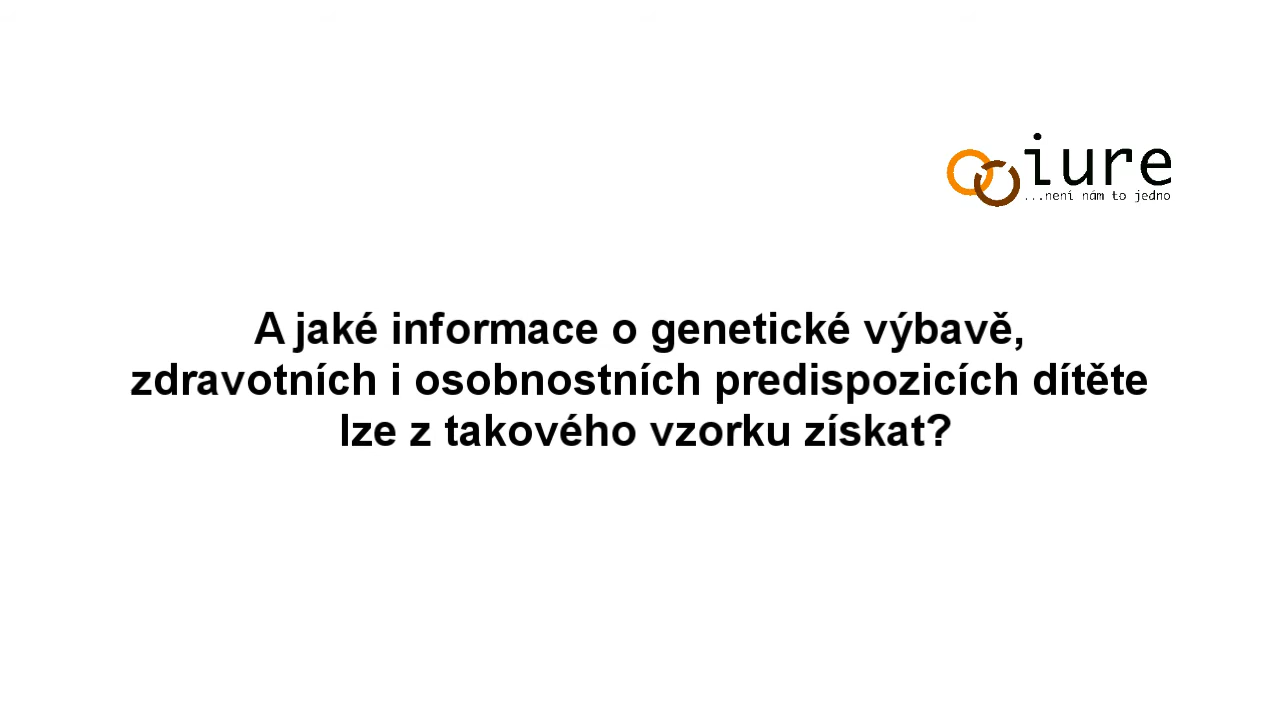 iure
...není nám to jedno
A jaké informace o genetické výbavě,
zdravotních i osobnostních predispozicích dítěte
lze z takového vzorku získat?